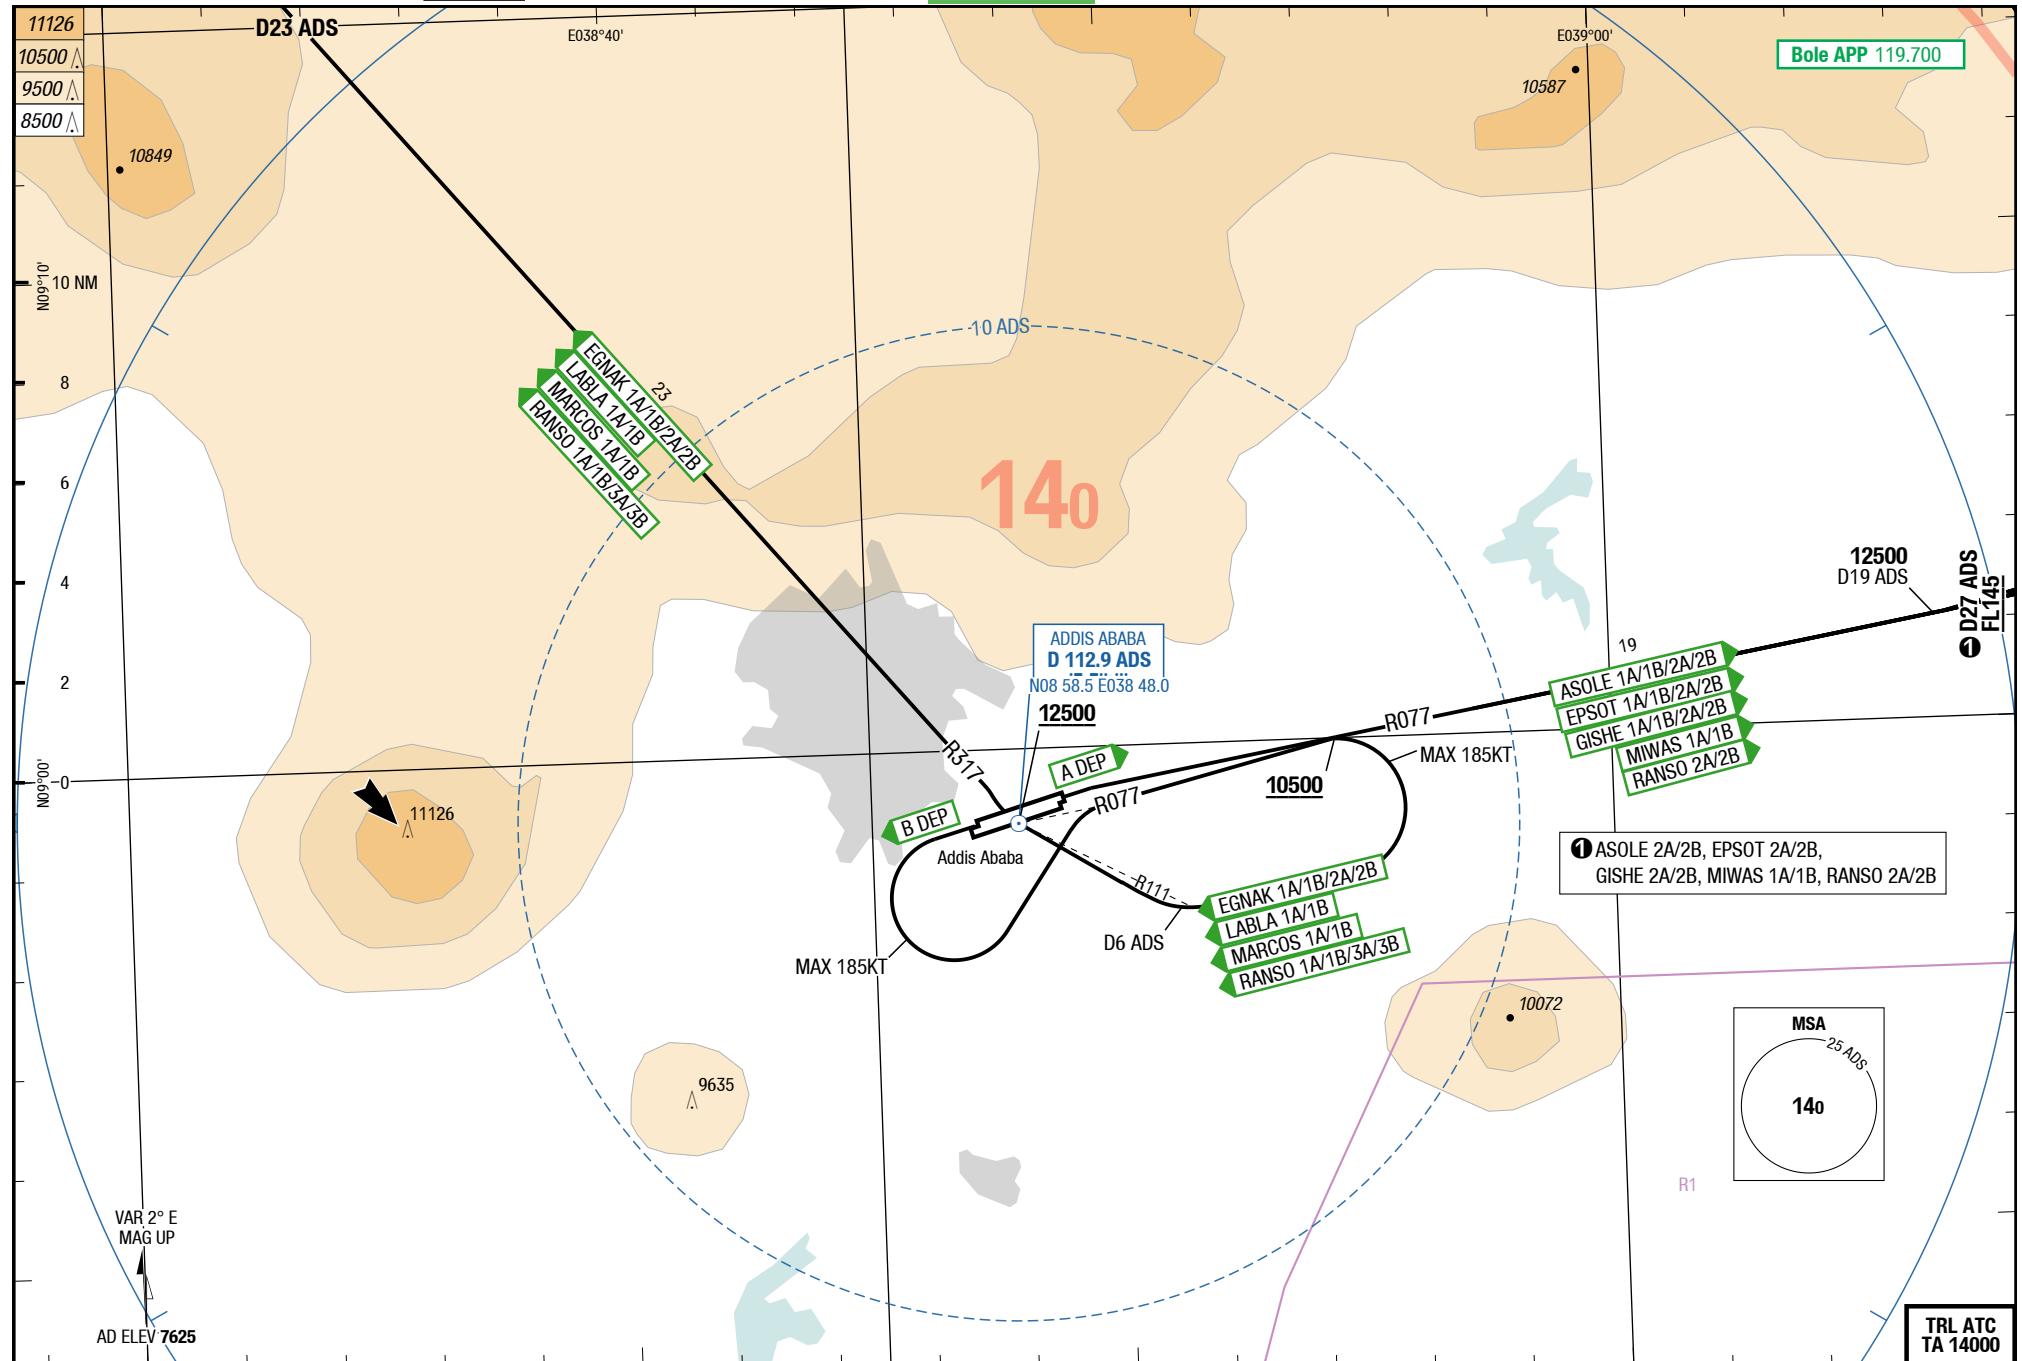 11126
10500
9500
8500
D23 ADS
E038°40'
E039°00'
Bole APP 119.700
10849
10587
N09°10'
10 NM
8
6
4
2
0
N09°00'
10 ADS
23
EGNAK 1A/1B/2A/2B
LABLA 1A/1B
MARCOS 1A/1B
RANSO 1A/1B/3A/3B
140
12500
D19 ADS
D27 ADS
FL145
1
ADDIS ABABA
D 112.9 ADS
N08 58.5 E038 48.0
12500
19
ASOLE 1A/1B/2A/2B
EPSOT 1A/1B/2A/2B
GISHE 1A/1B/2A/2B
MIWAS 1A/1B
RANSO 2A/2B
R077
MAX 185KT
R317
A DEP
10500
R077
11126
B DEP
Addis Ababa
1 ASOLE 2A/2B, EPSOT 2A/2B,
GISHE 2A/2B, MIWAS 1A/1B, RANSO 2A/2B
R111
EGNAK 1A/1B/2A/2B
LABLA 1A/1B
MARCOS 1A/1B
RANSO 1A/1B/3A/3B
D6 ADS
MAX 185KT
10072
MSA
25 ADS
140
9635
R1
VAR 2° E
MAG UP
AD ELEV 7625
TRL ATC
TA 14000